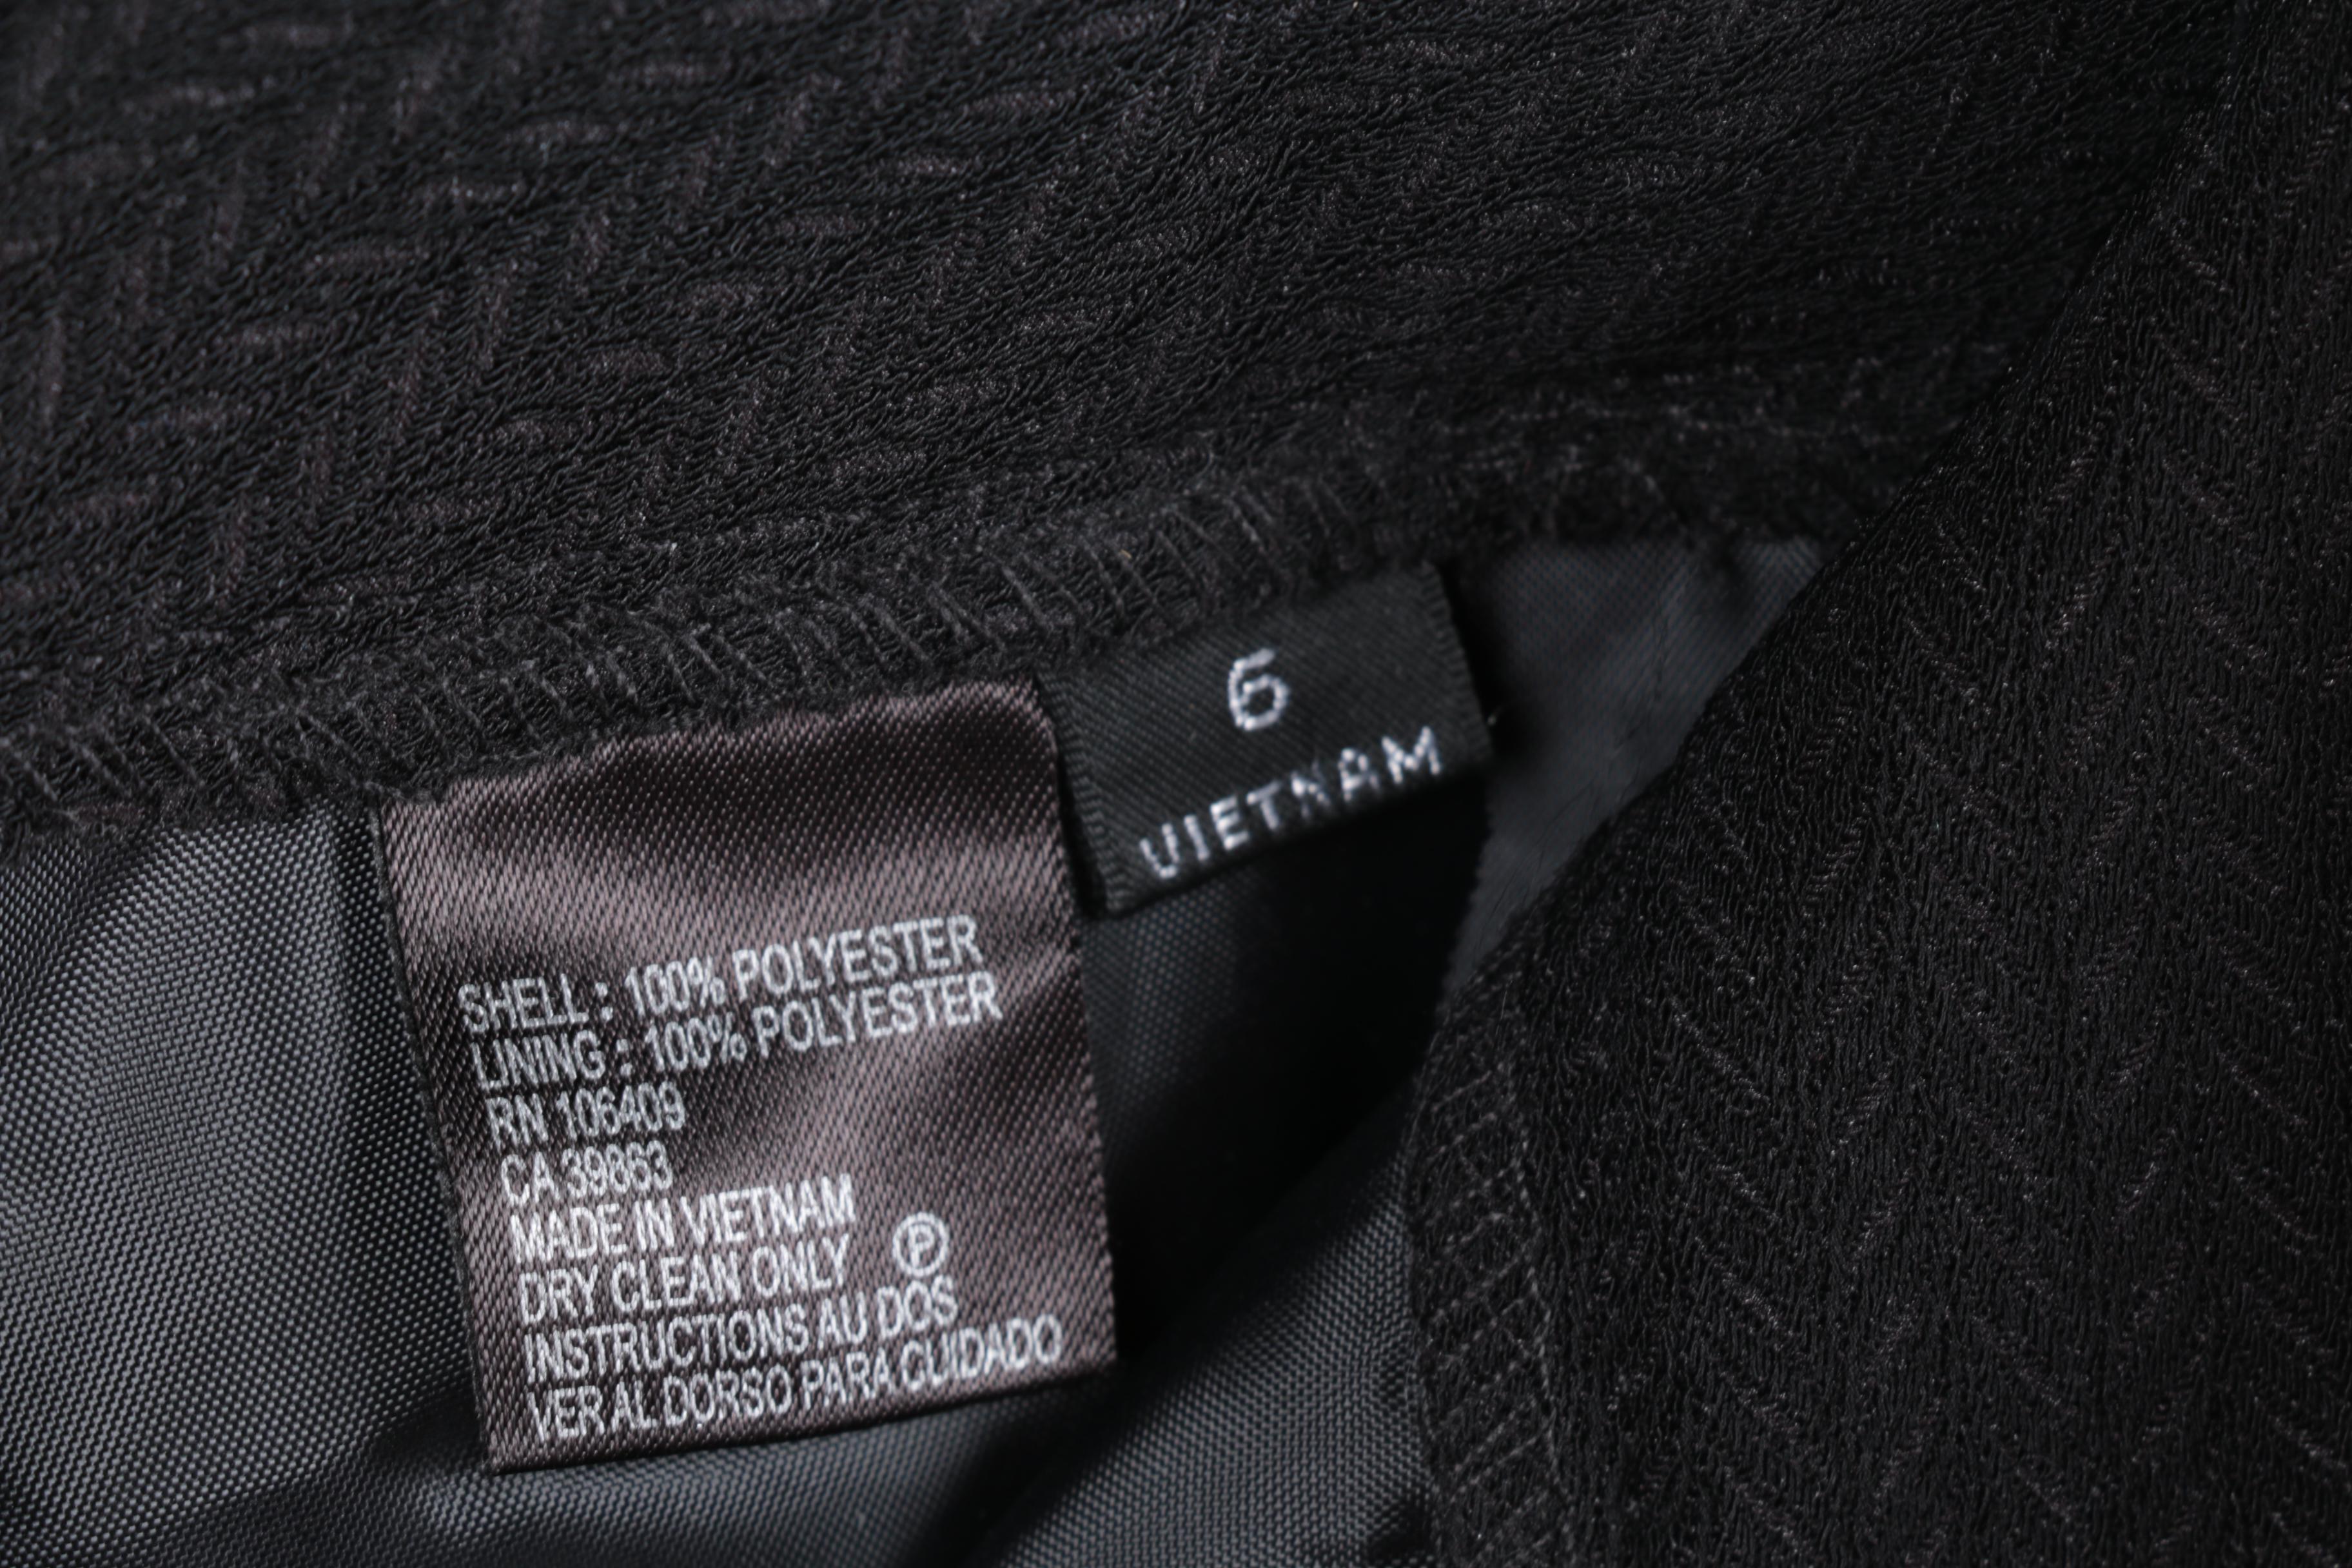 6
VIETNAM
SHELL : 100% POLYESTER
LINING : 100% POLYESTER
RN 106409
CA 39863
MADE IN VIETNAM
DRY CLEAN ONLY Ⓟ
INSTRUCTIONS AU DOS
VER AL DORSO PARA CUIDADO